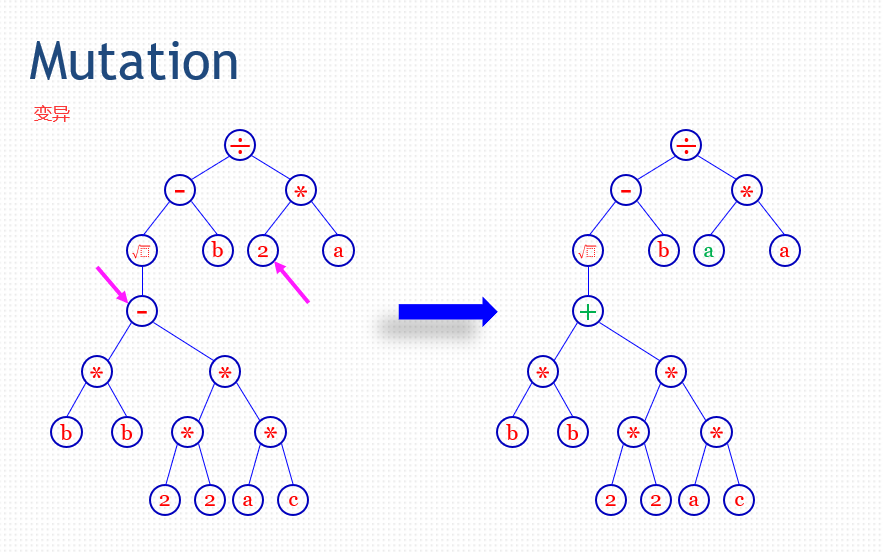 Mutation
变异
÷ ÷
- * - *
√ b 2 a √ b a a
- +
* * * *
b b * * b b * *
2 2 a c 2 2 a c